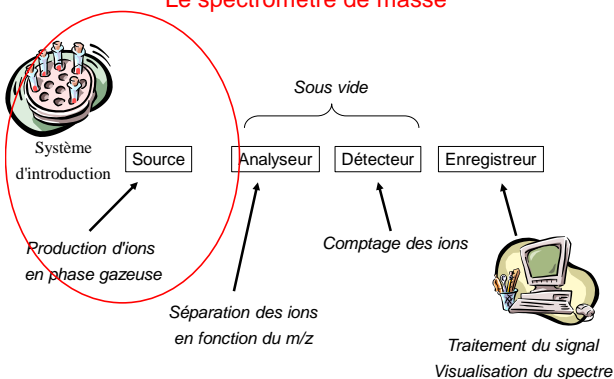 Le spectromètre de masse
Sous vide
Système
d'introduction
Source
Analyseur
Détecteur
Enregistreur
Production d'ions
en phase gazeuse
Comptage des ions
Séparation des ions
en fonction du m/z
Traitement du signal
Visualisation du spectre